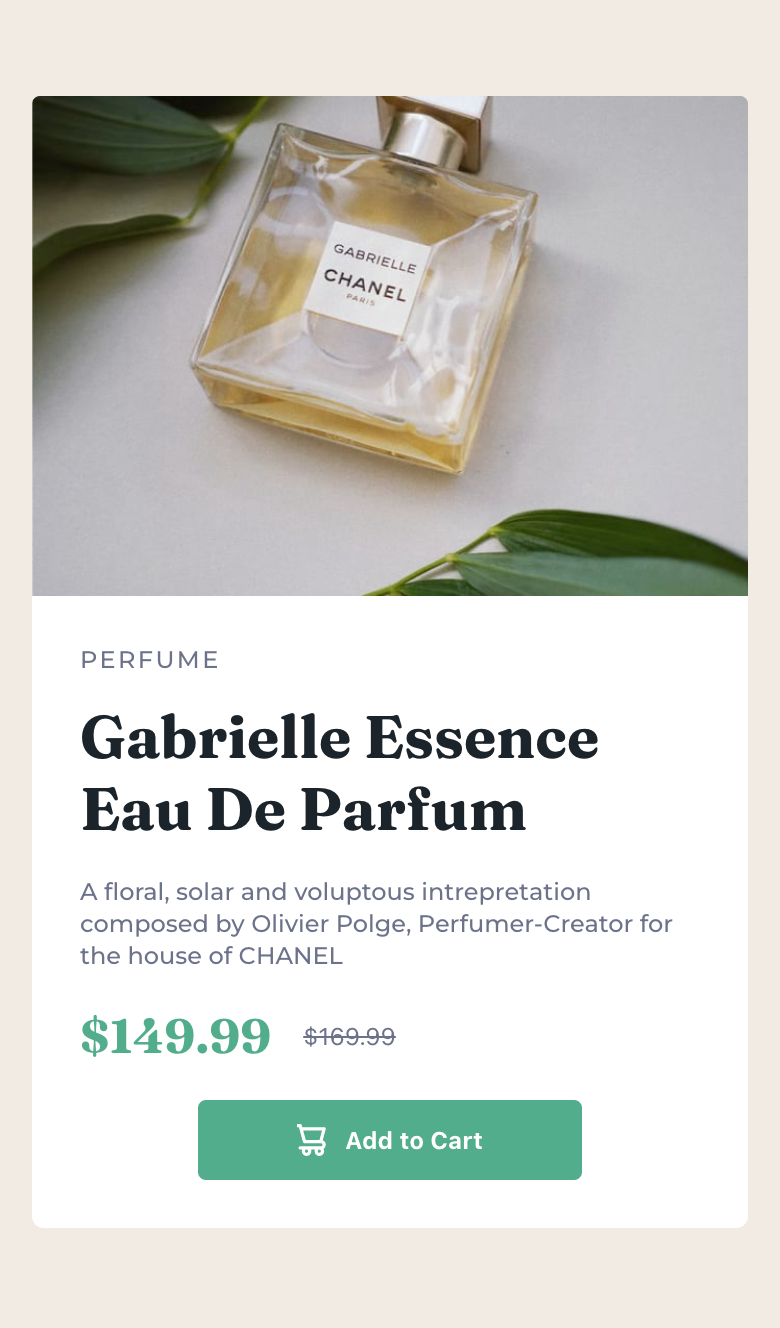 GABRIELLE
CHANEL
PARIS
PERFUME
Gabrielle Essence
Eau De Parfum
A floral, solar and voluptous intrepretation
composed by Olivier Polge, Perfumer-Creator for
the house of CHANEL
$149.99 $169.99
Add to Cart